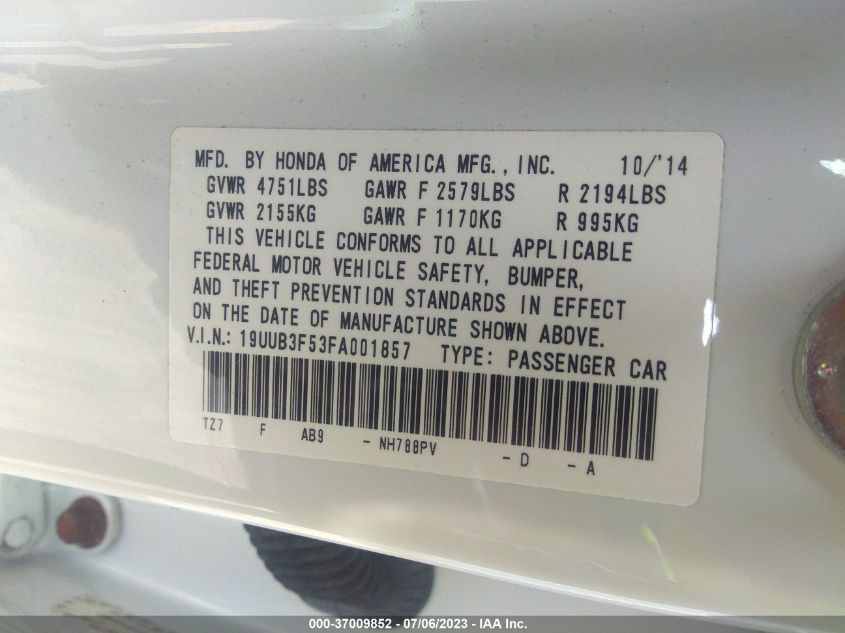 MFD. BY HONDA OF AMERICA MFG., INC. 10/'14
GVWR 4751LBS GAWR F 2579LBS R 2194LBS
GVWR 2155KG GAWR F 1170KG R 995KG
THIS VEHICLE CONFORMS TO ALL APPLICABLE
FEDERAL MOTOR VEHICLE SAFETY, BUMPER,
AND THEFT PREVENTION STANDARDS IN EFFECT
ON THE DATE OF MANUFACTURE SHOWN ABOVE.
V.I.N.: 19UUB3F53FA001857 TYPE: PASSENGER CAR
TZ7 F AB9 - NH788PV - D - A
000-37009852 - 07/06/2023 - IAA Inc.